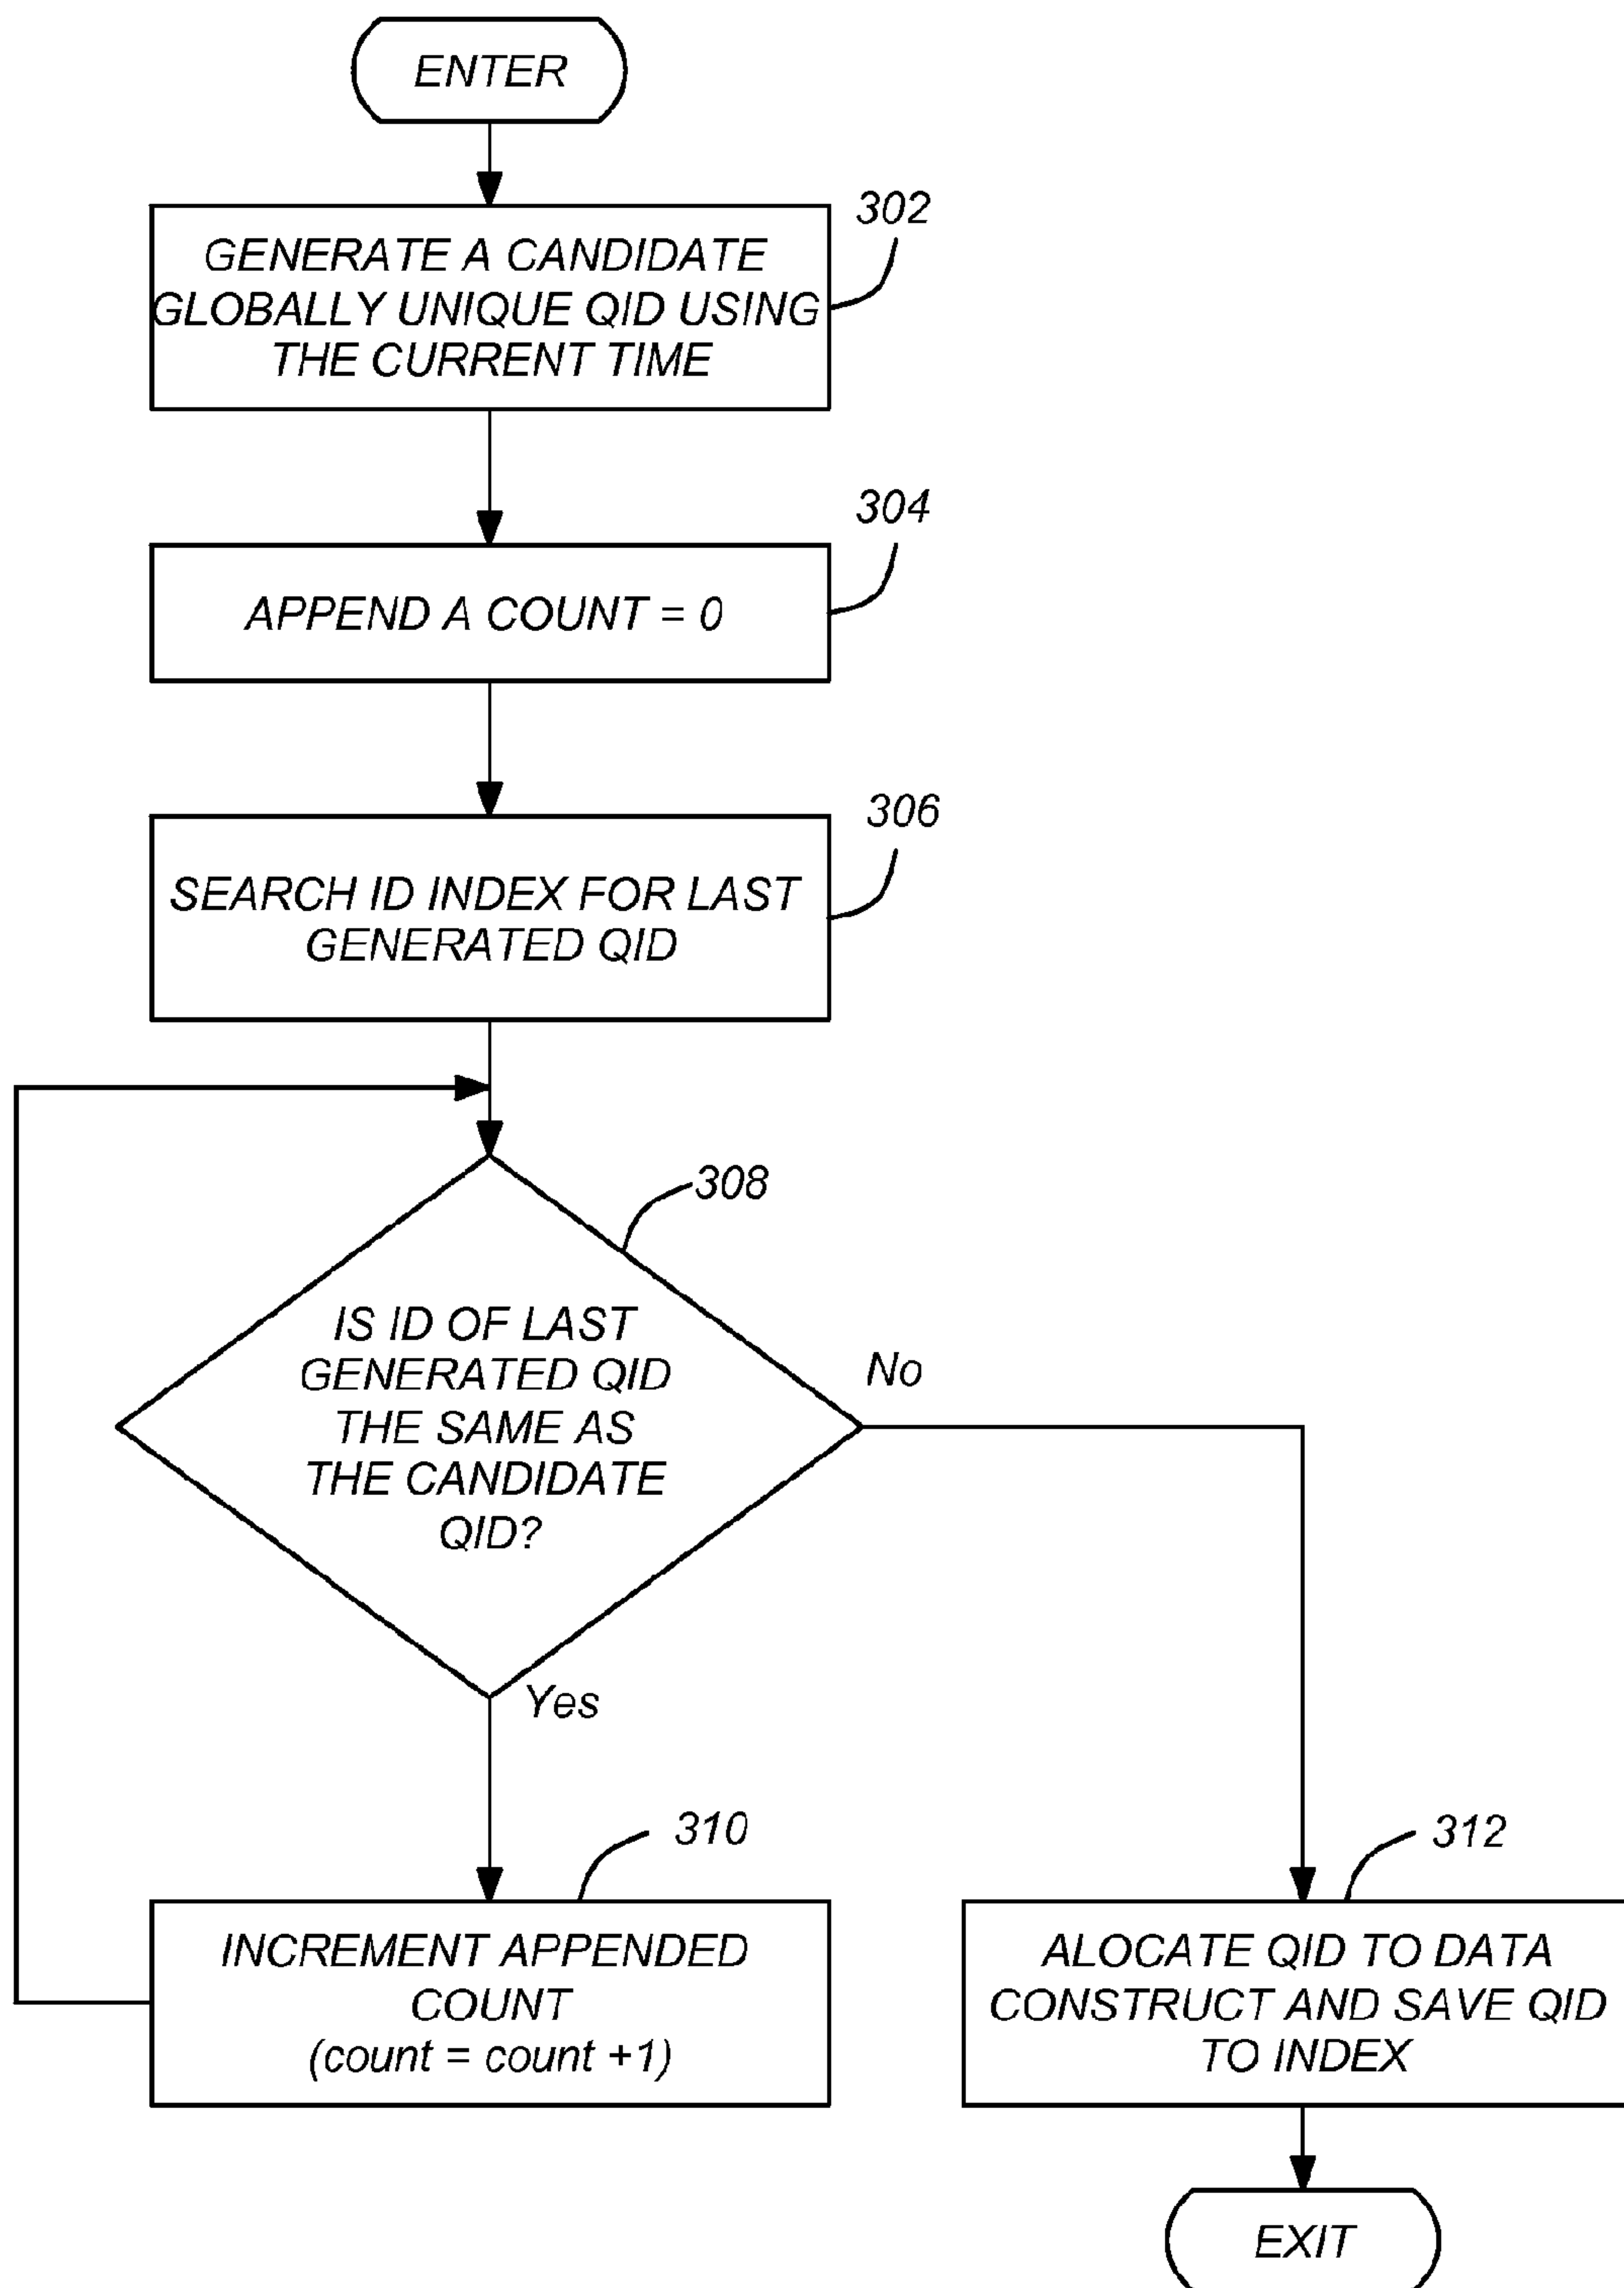 ENTER
302
GENERATE A CANDIDATE
GLOBALLY UNIQUE QID USING
THE CURRENT TIME
304
APPEND A COUNT = 0
306
SEARCH ID INDEX FOR LAST
GENERATED QID
308
IS ID OF LAST
GENERATED QID
THE SAME AS
THE CANDIDATE
QID?
No
Yes
310
INCREMENT APPENDED
COUNT
(count = count +1)
312
ALOCATE QID TO DATA
CONSTRUCT AND SAVE QID
TO INDEX
EXIT